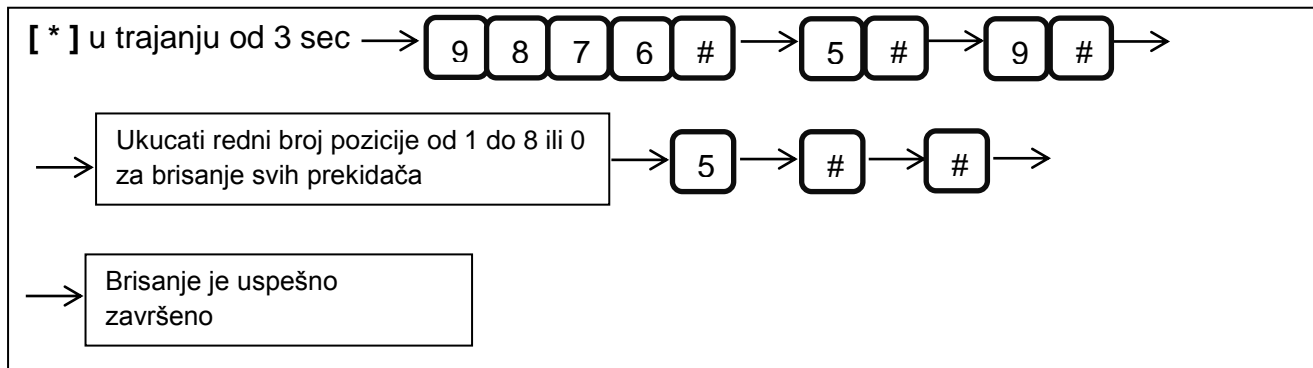 [ * ] u trajanju od 3 sec 9 8 7 6 # 5 # 9 #
Ukucati redni broj pozicije od 1 do 8 ili 0
za brisanje svih prekidača
5 # #
Brisanje je uspešno
završeno